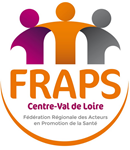 FRAPS
Centre-Val de Loire
Fédération Régionale des Acteurs
en Promotion de la Santé